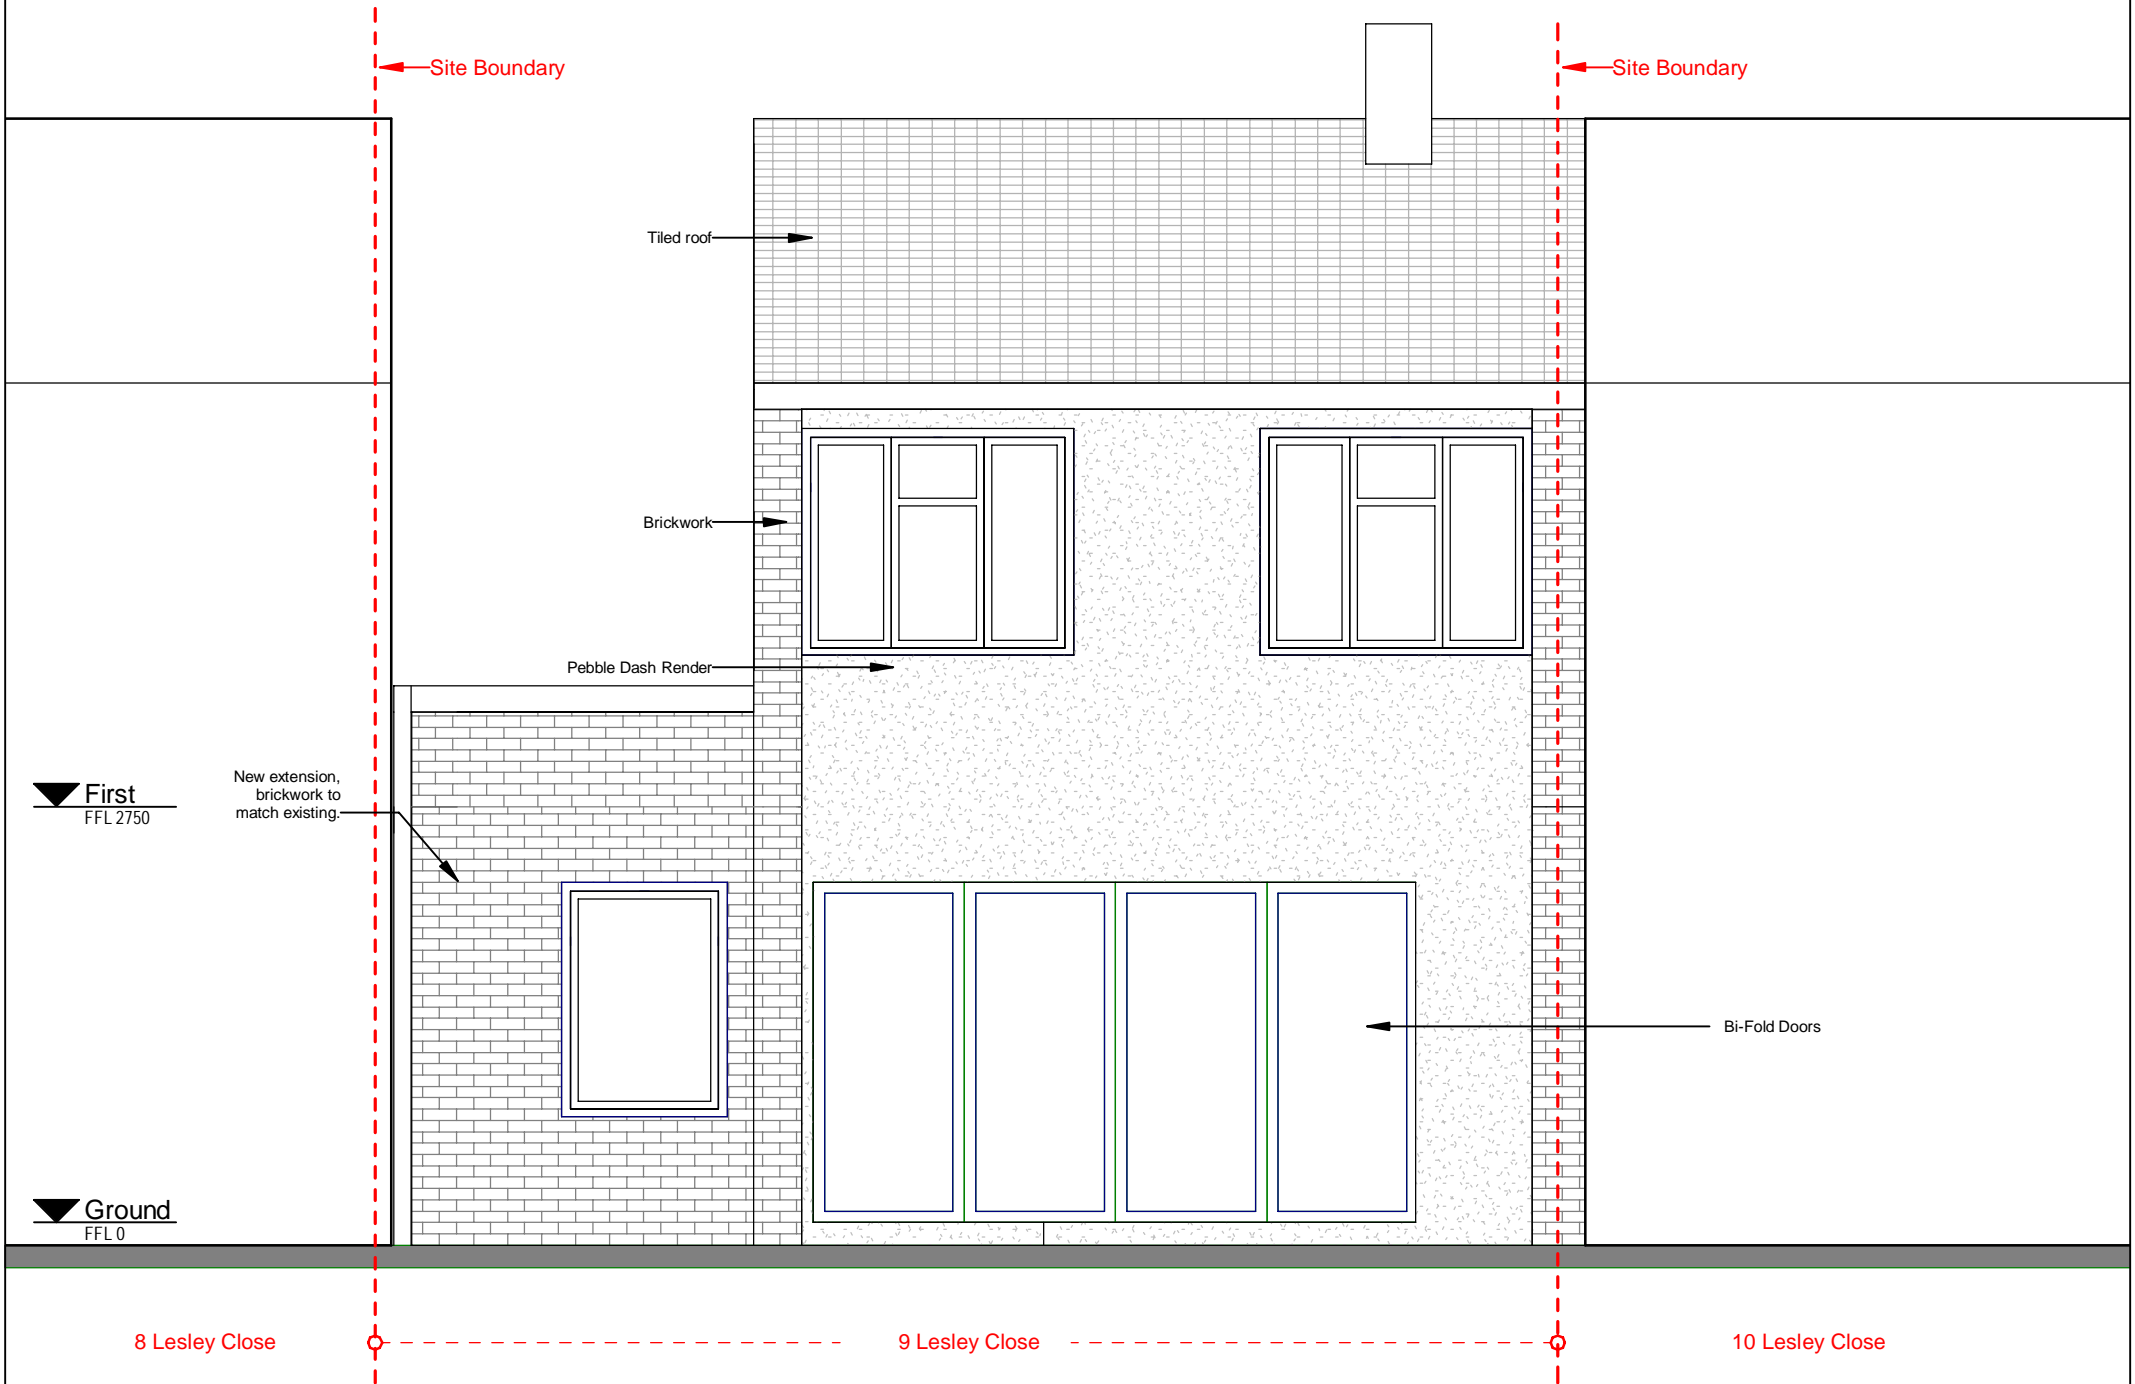 Site Boundary
Site Boundary
Tiled roof
Brickwork
Pebble Dash Render
New extension,
brickwork to
match existing.
First
FFL 2750
Bi-Fold Doors
Ground
FFL 0
8 Lesley Close
9 Lesley Close
10 Lesley Close